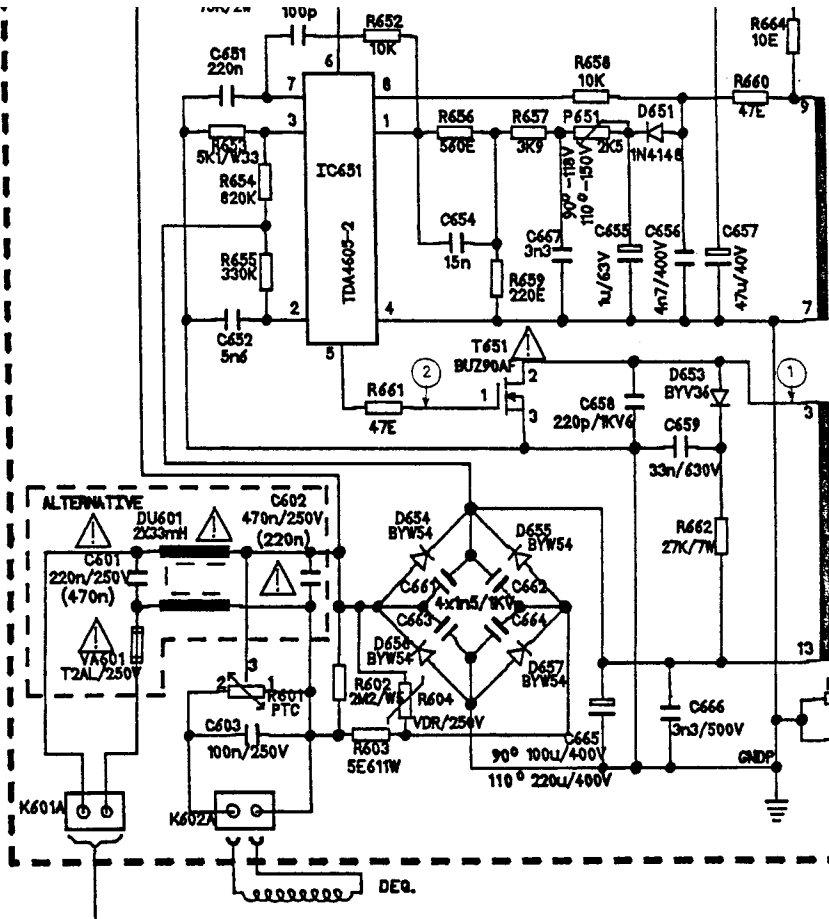 100p
R652
10K
R664
10E
C651
220n
6
7
8
R658
10K
R660
47E
9
3
R653
5K1/W33
1
R656
560E
R657
3K9
P651
2K5
D651
1N4148
IC651
TDA4605-2
R654
820K
90° -118V
110° -150V
C654
15n
C667
3n3
C655
1u/63V
C656
4n7/400V
C657
47u/40V
R655
330K
R659
220E
2
4
7
C652
5n6
5
T651
BUZ90AF
2
1
3
R661
47E
2
C658
220p/1KV6
D653
BYV36
1
3
C659
33n/630V
R662
27K/7W
ALTERNATIVE
DU601
2X33mH
C602
470n/250V
(220n)
C601
220n/250V
(470n)
VA601
T2AL/250V
D654
BYW54
D655
BYW54
C661
C662
4x1n5/1KV
C663
C664
D656
BYW54
D657
BYW54
13
3
2
1
R601
PTC
R602
2M2/W5
R604
VDR/250V
C603
100n/250V
R603
5E611W
C665
90° 100u/400V
110° 220u/400V
C666
3n3/500V
GNDP
K601A
K602A
DEG.